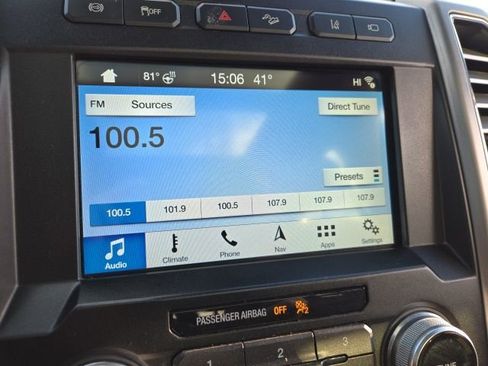 OFF
81° 15:06 41° HI
FM Sources Direct Tune
100.5
Presets
100.5 101.9 100.5 107.9 107.9 107.9
Audio Climate Phone Nav Apps Settings
PASSENGER AIRBAG OFF 2
1 2 3